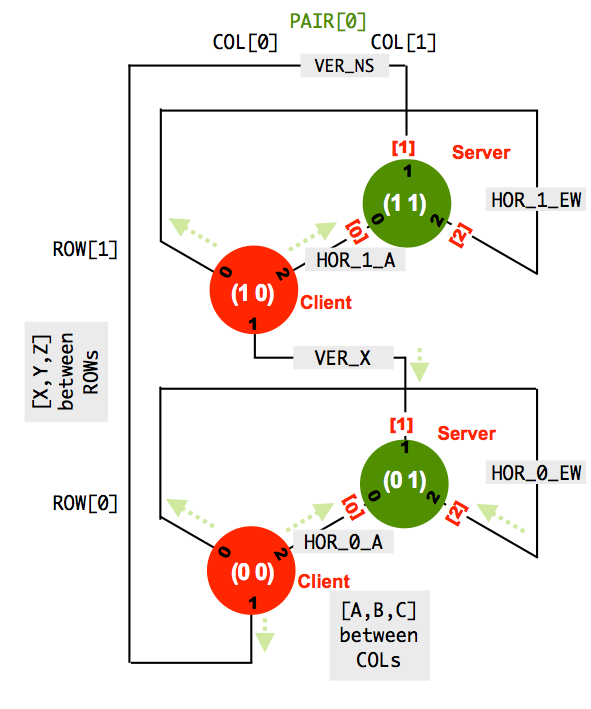 PAIR[0]
COL[0]
COL[1]
VER_NS
[1]
Server
1
(1 1)
HOR_1_EW
0
2
[0]
[2]
ROW[1]
HOR_1_A
0
2
(1 0)
Client
1
VER_X
[X,Y,Z]
between
ROWs
[1]
Server
1
(0 1)
HOR_0_EW
0
2
[0]
[2]
ROW[0]
HOR_0_A
0
2
(0 0)
Client
1
[A,B,C]
between
COLs